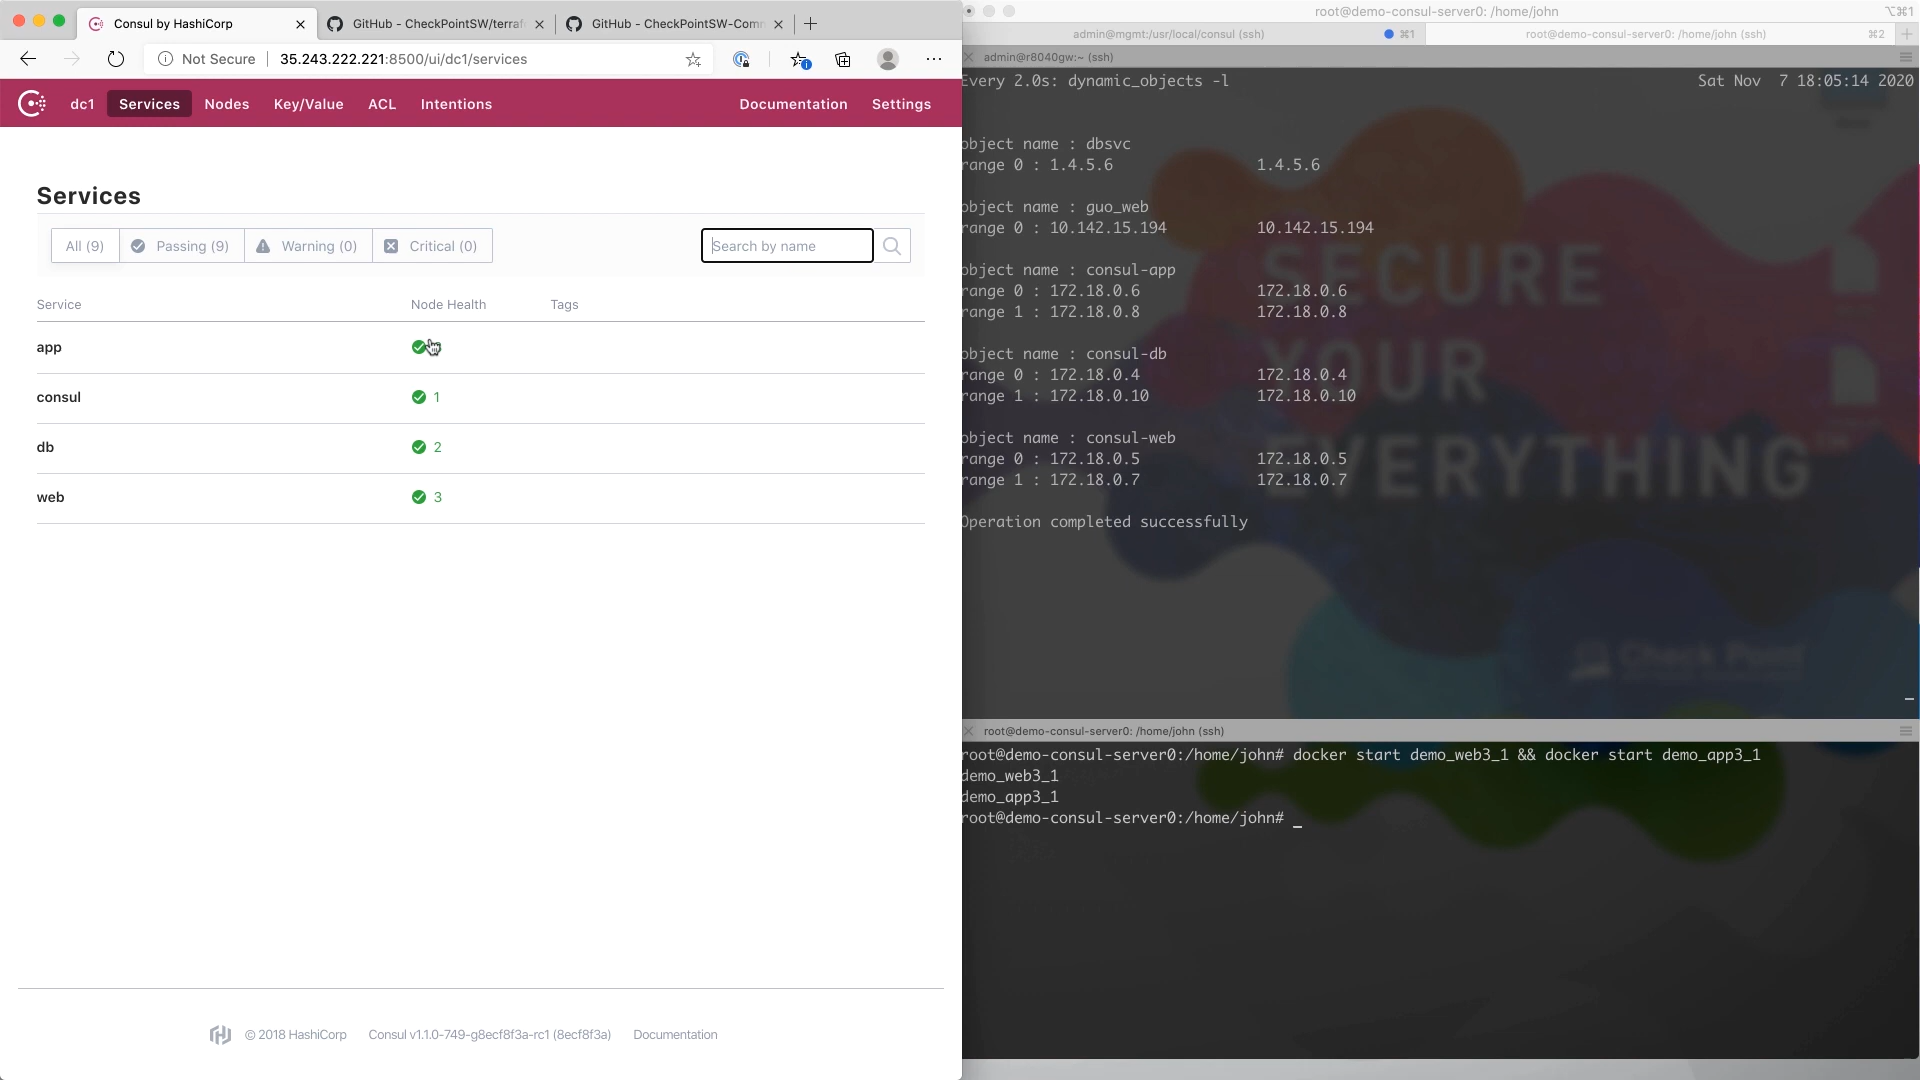 Consul by HashiCorp
GitHub - CheckPointSW/terraf
GitHub - CheckPointSW-Comm
Not Secure
35.243.222.221:8500/ui/dc1/services
dc1
Services
Nodes
Key/Value
ACL
Intentions
Documentation
Settings
Services
All (9)
Passing (9)
Warning (0)
Critical (0)
Search by name
Service Node Health Tags
app
consul 1
db 2
web 3
© 2018 HashiCorp
Consul v1.1.0-749-g8ecf8f3a-rc1 (8ecf8f3a)
Documentation
root@demo-consul-server0: /home/john
⌥⌘1
admin@mgmt:/usr/local/consul (ssh)
⌘1
root@demo-consul-server0: /home/john (ssh)
⌘2
admin@r8040gw:~ (ssh)
Every 2.0s: dynamic_objects -l Sat Nov 7 18:05:14 2020
object name : dbsvc
range 0 : 1.4.5.6 1.4.5.6
object name : guo_web
range 0 : 10.142.15.194 10.142.15.194
object name : consul-app
range 0 : 172.18.0.6 172.18.0.6
range 1 : 172.18.0.8 172.18.0.8
object name : consul-db
range 0 : 172.18.0.4 172.18.0.4
range 1 : 172.18.0.10 172.18.0.10
object name : consul-web
range 0 : 172.18.0.5 172.18.0.5
range 1 : 172.18.0.7 172.18.0.7
Operation completed successfully
SECURE
YOUR
EVERYTHING
Check Point
root@demo-consul-server0: /home/john (ssh)
root@demo-consul-server0:/home/john# docker start demo_web3_1 && docker start demo_app3_1
demo_web3_1
demo_app3_1
root@demo-consul-server0:/home/john# _